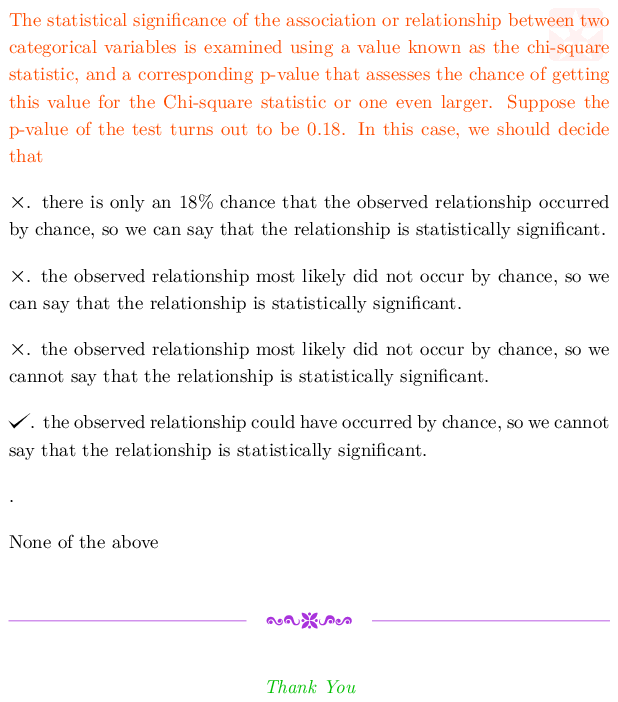 The statistical significance of the association or relationship between two
categorical variables is examined using a value known as the chi-square
statistic, and a corresponding p-value that assesses the chance of getting
this value for the Chi-square statistic or one even larger. Suppose the
p-value of the test turns out to be 0.18. In this case, we should decide
that
×. there is only an 18% chance that the observed relationship occurred
by chance, so we can say that the relationship is statistically significant.
×. the observed relationship most likely did not occur by chance, so we
can say that the relationship is statistically significant.
×. the observed relationship most likely did not occur by chance, so we
cannot say that the relationship is statistically significant.
✓. the observed relationship could have occurred by chance, so we cannot
say that the relationship is statistically significant.
.
None of the above
Thank You